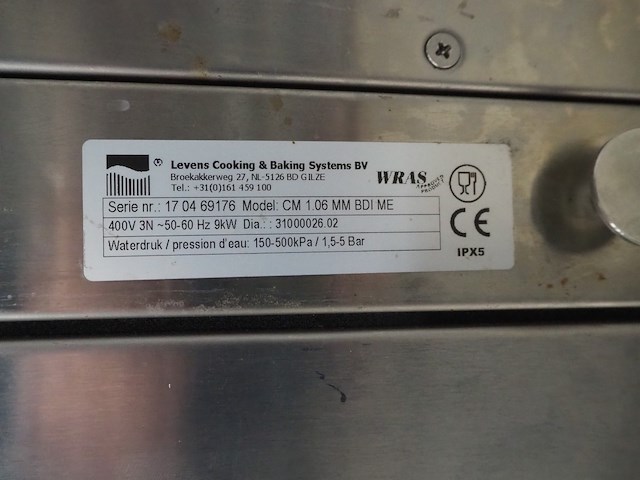 ® Levens Cooking & Baking Systems BV
Broekakkerweg 27, NL-5126 BD GILZE
Tel.: +31(0)161 459 100
WRAS
APPROVED PRODUCT
Serie nr.: 17 04 69176 Model: CM 1.06 MM BDI ME
400V 3N ~50-60 Hz 9kW Dia.: : 31000026.02
Waterdruk / pression d'eau: 150-500kPa / 1,5-5 Bar
CE
IPX5